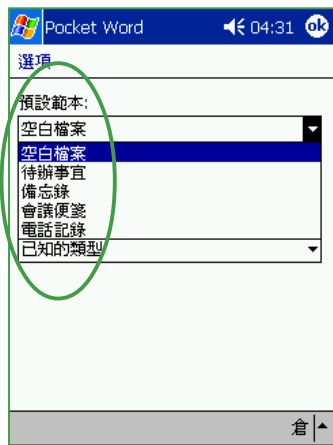 Pocket Word 04:31 ok
選項
預設範本:
空白檔案
空白檔案
待辦事宜
備忘錄
會議便箋
電話記錄
已知的類型
倉